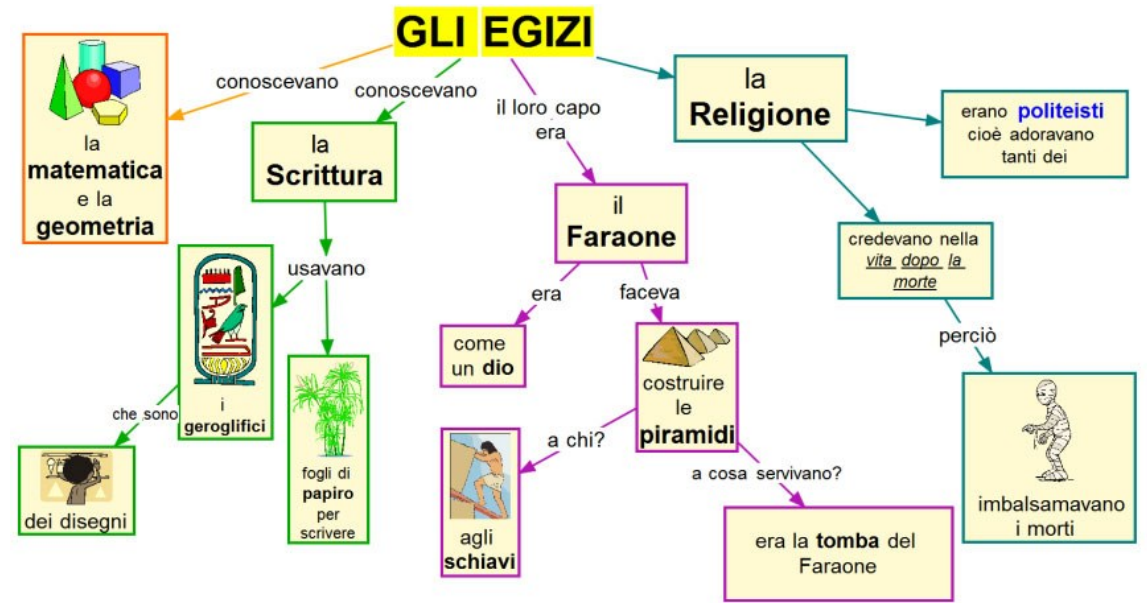 GLI EGIZI
conoscevano
la
matematica
e la
geometria
conoscevano
la
Scrittura
usavano
i
geroglifici
che sono
dei disegni
fogli di
papiro
per
scrivere
il loro capo
era
il
Faraone
era
come
un dio
faceva
costruire
le
piramidi
a chi?
agli
schiavi
a cosa servivano?
era la tomba del
Faraone
la
Religione
erano politeisti
cioè adoravano
tanti dei
credevano nella
vita dopo la
morte
perciò
imbalsamavano
i morti